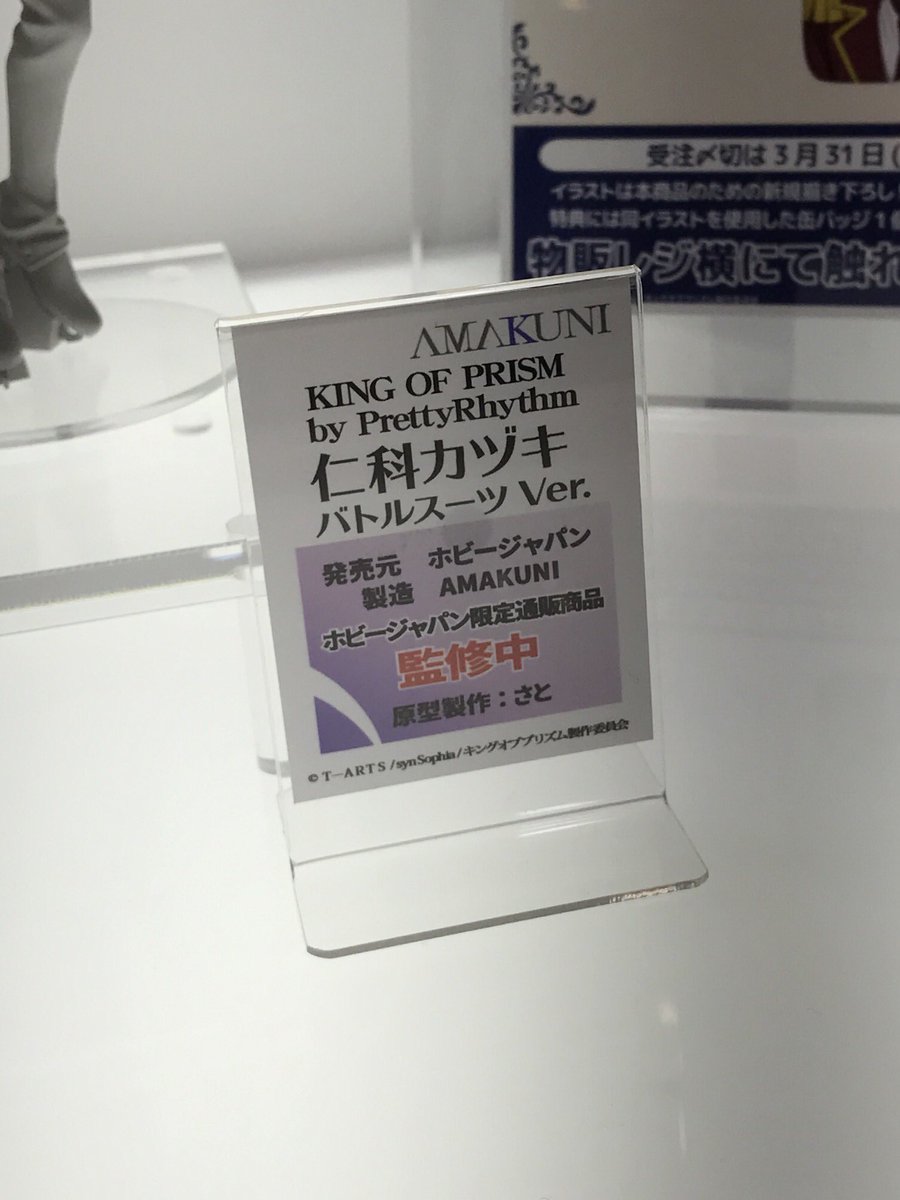 受注〆切は3月31日(
イラストは本商品のための新規描き下ろし
特典には同イラストを使用した缶バッジ1個
物販レジ横にて触れ
AMAKUNI
KING OF PRISM
by PrettyRhythm
仁科カヅキ
バトルスーツ Ver.
発売元 ホビージャパン
製造 AMAKUNI
ホビージャパン限定通販商品
監修中
原型製作：さと
© T-ARTS / syn Sophia / キングオブプリズム製作委員会